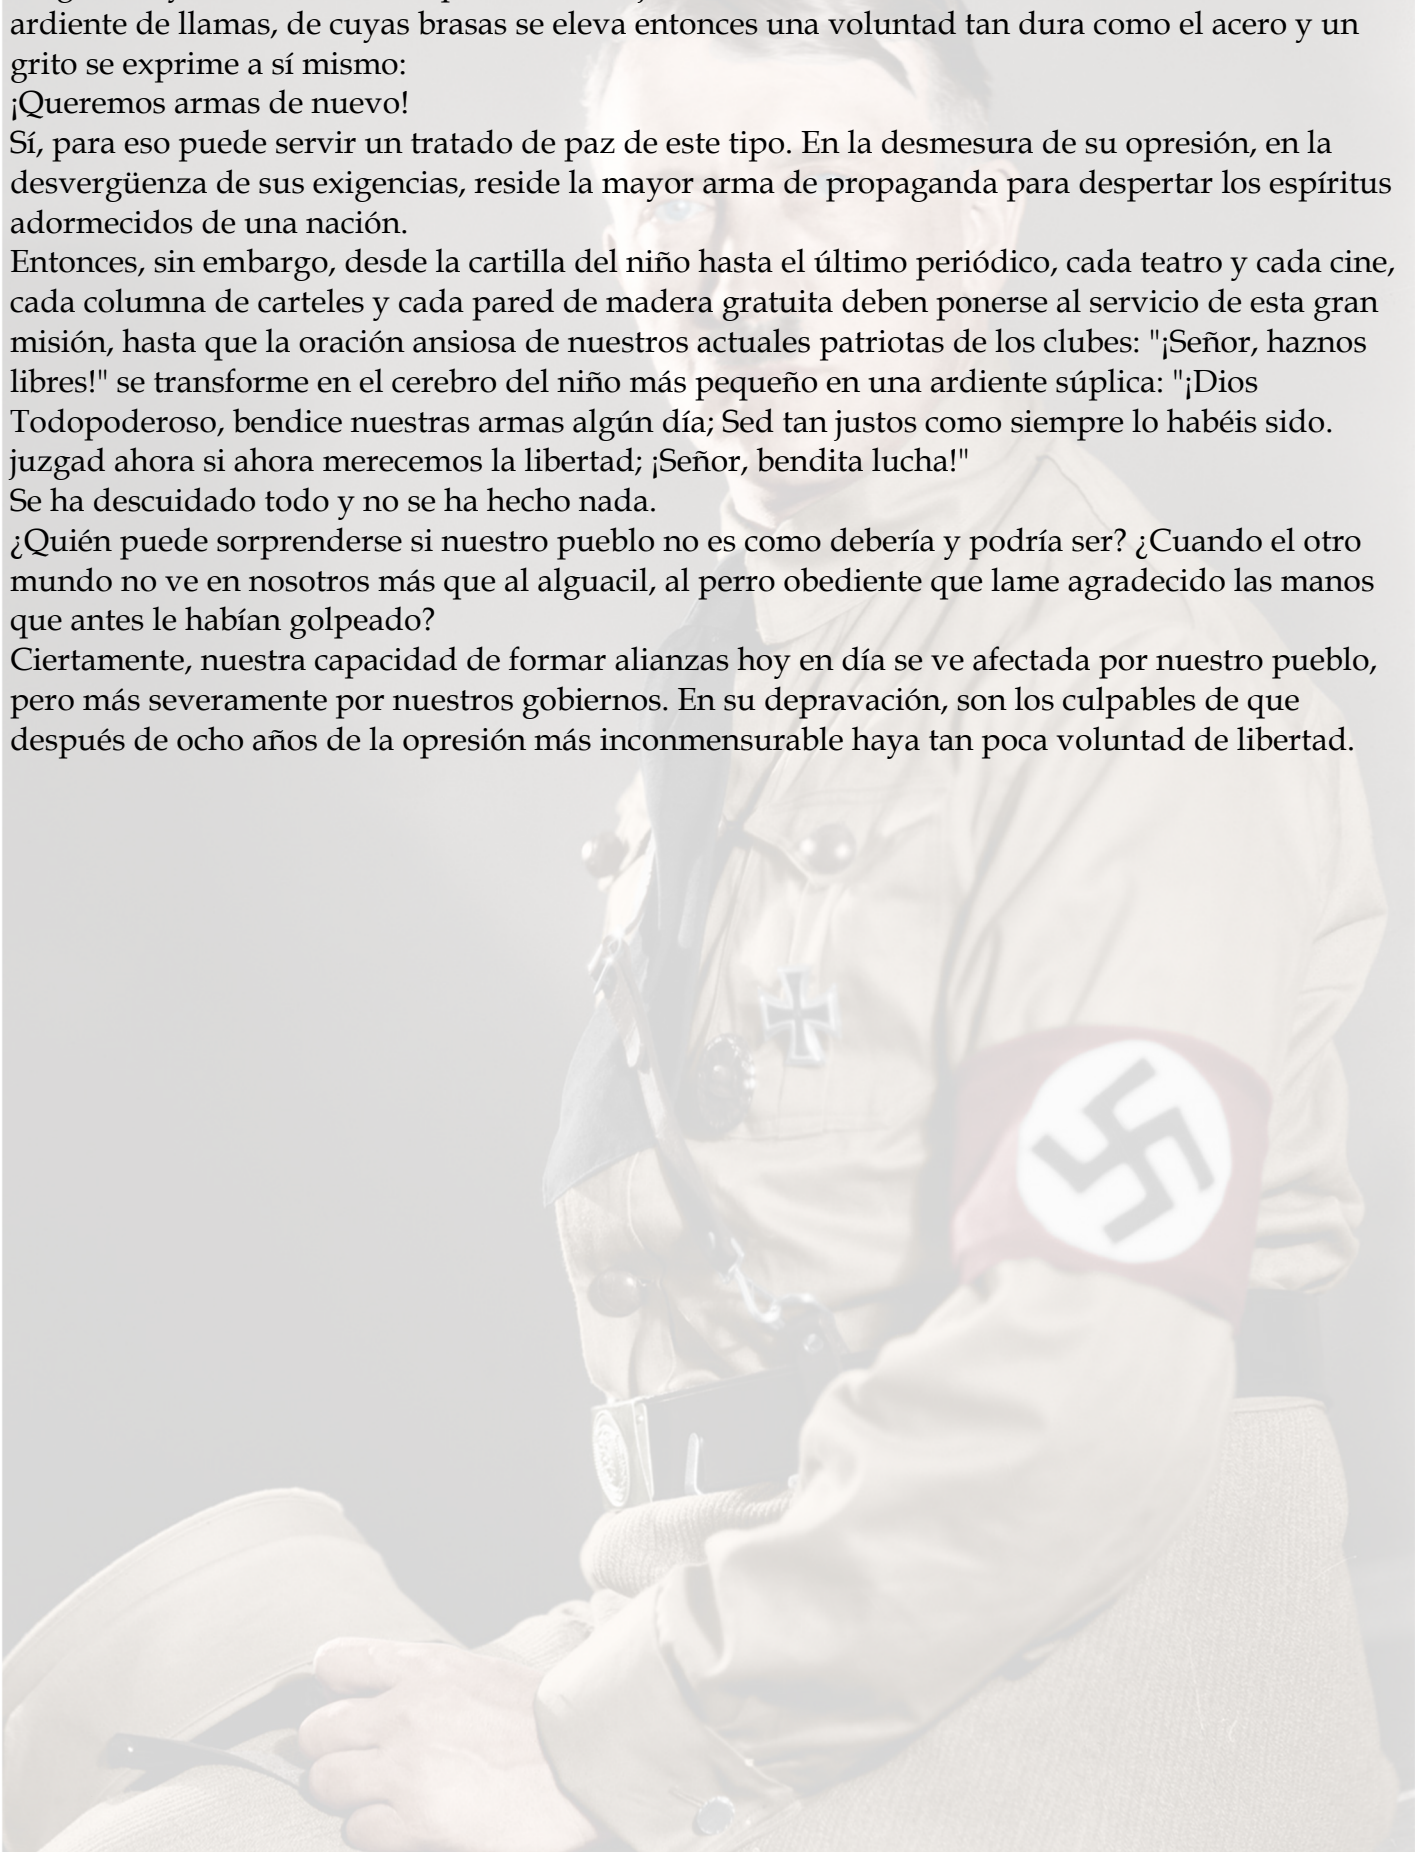 ardiente de llamas, de cuyas brasas se eleva entonces una voluntad tan dura como el acero y un
grito se exprime a sí mismo:
¡Queremos armas de nuevo!
Sí, para eso puede servir un tratado de paz de este tipo. En la desmesura de su opresión, en la
desvergüenza de sus exigencias, reside la mayor arma de propaganda para despertar los espíritus
adormecidos de una nación.
Entonces, sin embargo, desde la cartilla del niño hasta el último periódico, cada teatro y cada cine,
cada columna de carteles y cada pared de madera gratuita deben ponerse al servicio de esta gran
misión, hasta que la oración ansiosa de nuestros actuales patriotas de los clubes: "¡Señor, haznos
libres!" se transforme en el cerebro del niño más pequeño en una ardiente súplica: "¡Dios
Todopoderoso, bendice nuestras armas algún día; Sed tan justos como siempre lo habéis sido.
juzgad ahora si ahora merecemos la libertad; ¡Señor, bendita lucha!"
Se ha descuidado todo y no se ha hecho nada.
¿Quién puede sorprenderse si nuestro pueblo no es como debería y podría ser? ¿Cuando el otro
mundo no ve en nosotros más que al alguacil, al perro obediente que lame agradecido las manos
que antes le habían golpeado?
Ciertamente, nuestra capacidad de formar alianzas hoy en día se ve afectada por nuestro pueblo,
pero más severamente por nuestros gobiernos. En su depravación, son los culpables de que
después de ocho años de la opresión más inconmensurable haya tan poca voluntad de libertad.